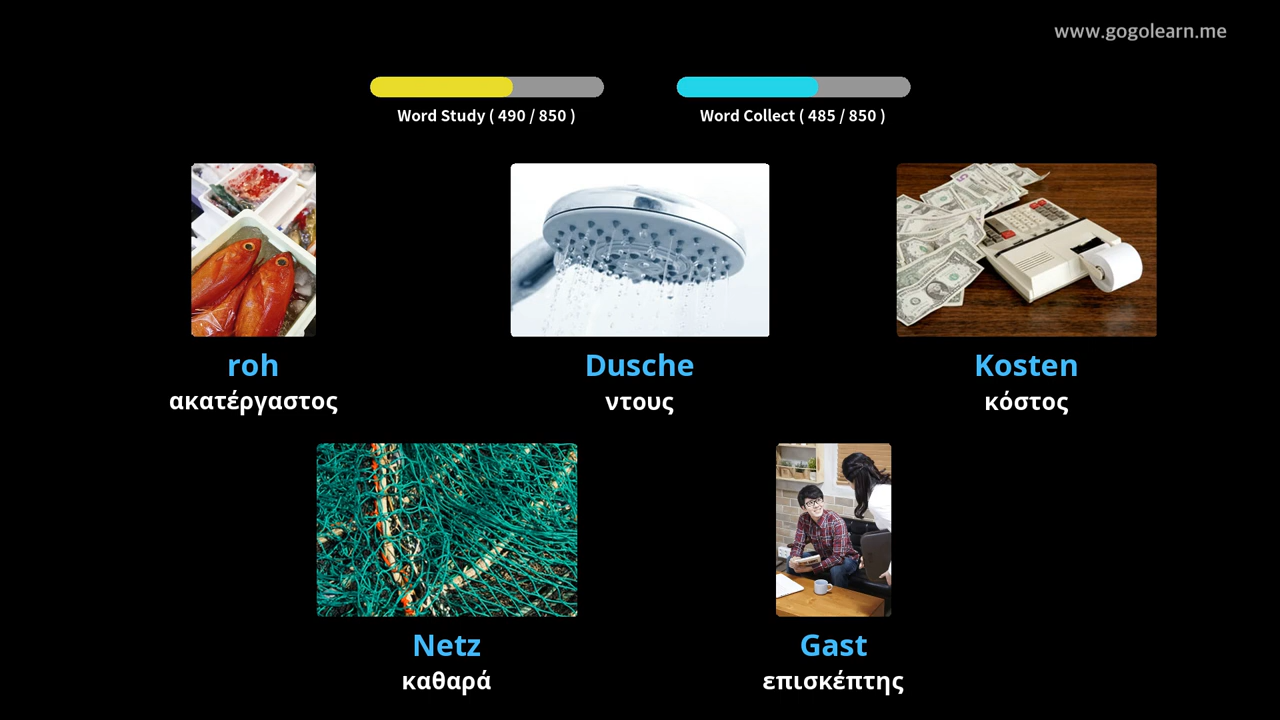 www.gogolearn.me
Word Study ( 490 / 850 )
Word Collect ( 485 / 850 )
roh
ακατέργαστος
Dusche
ντους
Kosten
κόστος
Netz
καθαρά
Gast
επισκέπτης